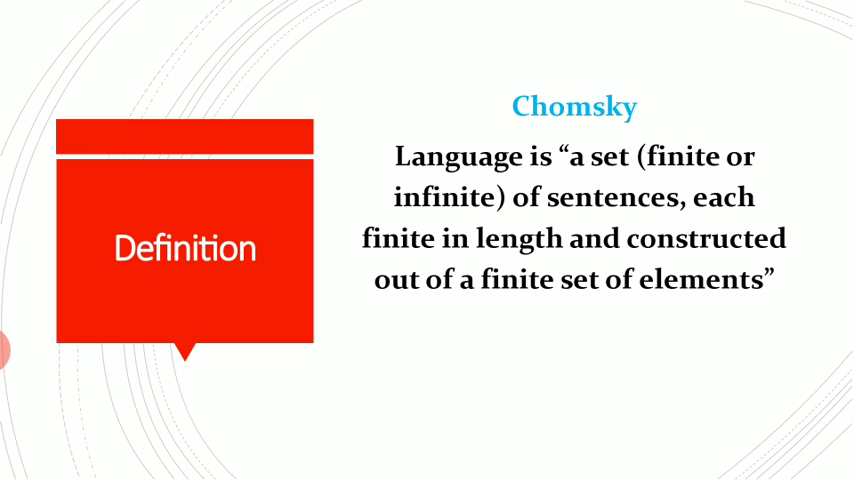 Definition
Chomsky
Language is “a set (finite or
infinite) of sentences, each
finite in length and constructed
out of a finite set of elements”